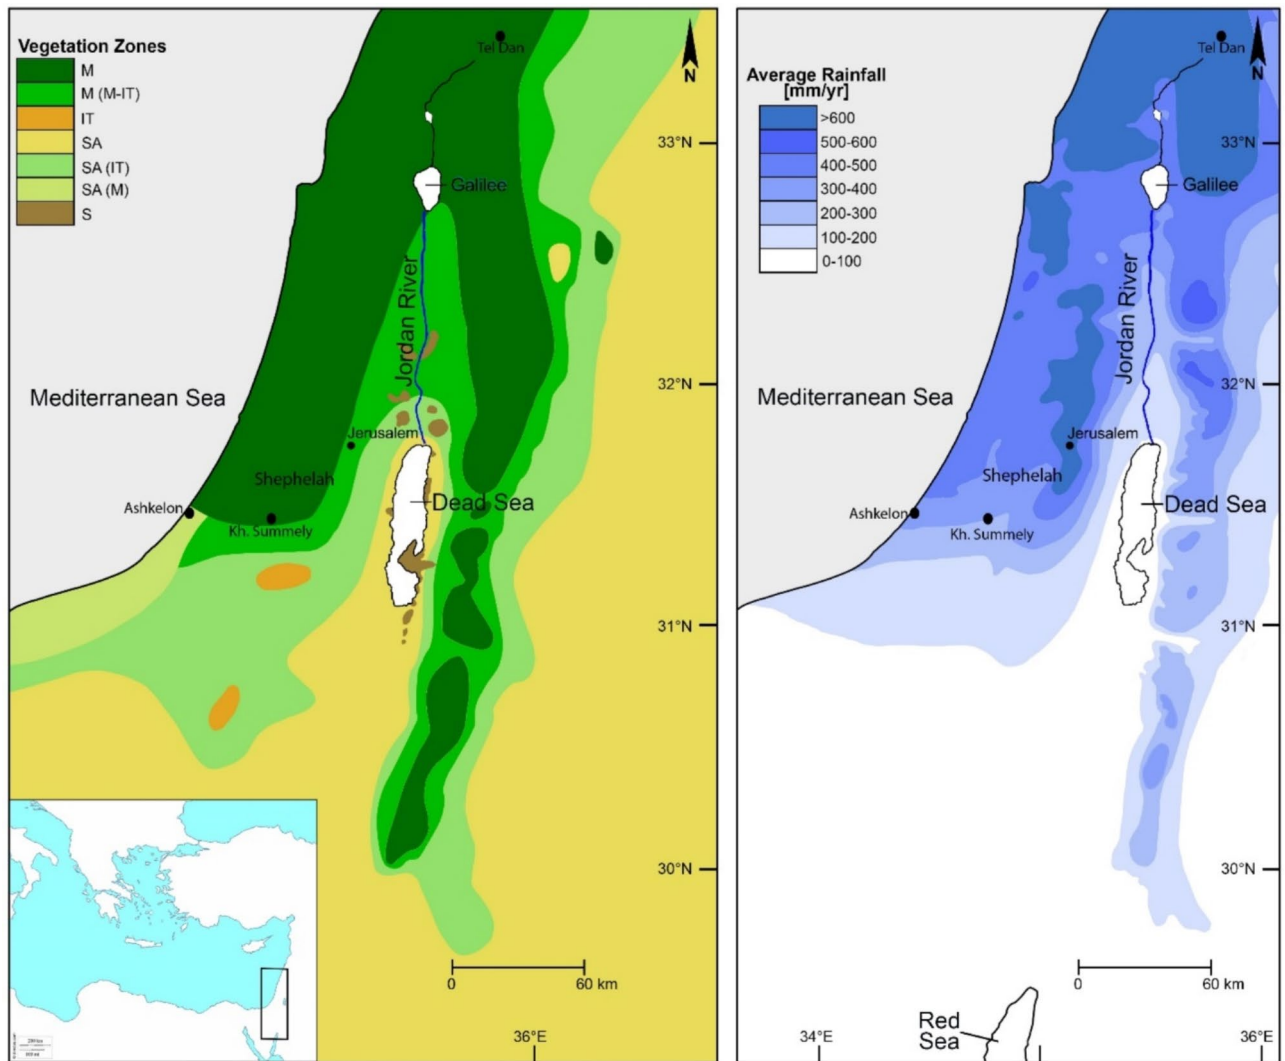 Vegetation Zones
M
M (M-IT)
IT
SA
SA (IT)
SA (M)
S
Tel Dan
N
33°N
Galilee
Jordan River
32°N
Mediterranean Sea
Jerusalem
Shephelah
Ashkelon
Dead Sea
Kh. Summely
31°N
30°N
0
60 km
36°E
Average Rainfall
[mm/yr]
>600
500-600
400-500
300-400
200-300
100-200
0-100
Tel Dan
N
33°N
Galilee
Jordan River
32°N
Mediterranean Sea
Jerusalem
Shephelah
Ashkelon
Dead Sea
Kh. Summely
31°N
30°N
0
60 km
Red
Sea
34°E
36°E